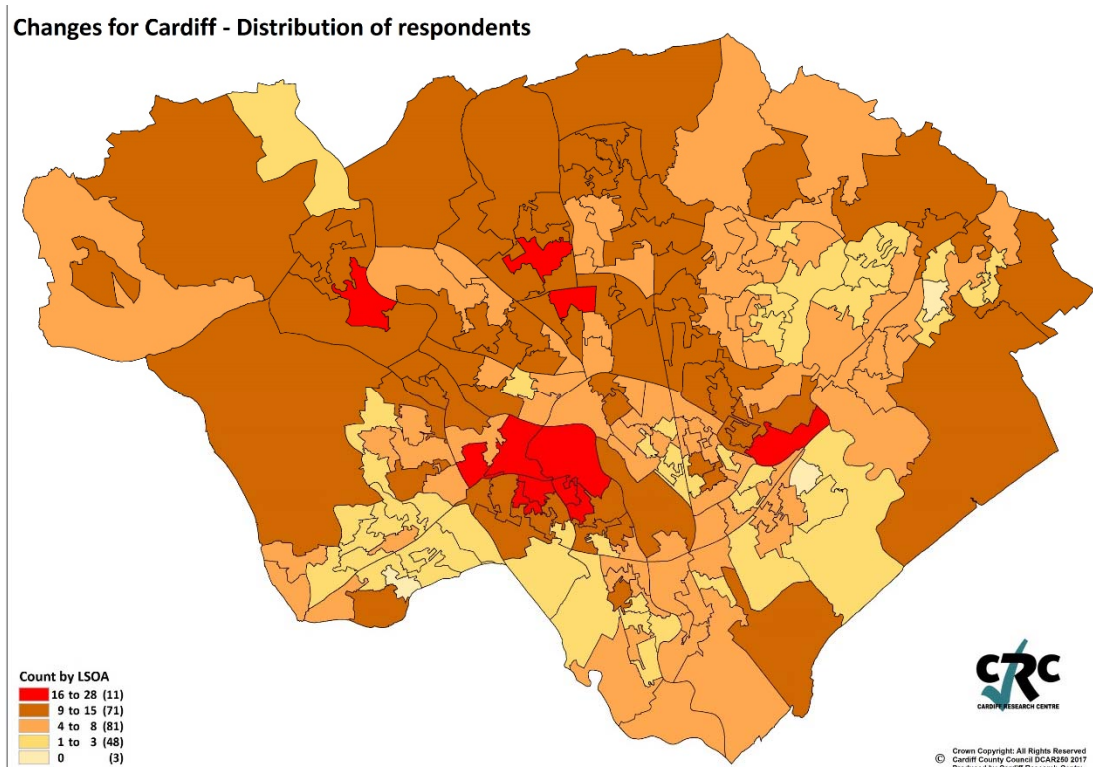 Changes for Cardiff - Distribution of respondents
Count by LSOA
16 to 28 (11)
9 to 15 (71)
4 to 8 (81)
1 to 3 (48)
0 (3)
CRC
CARDIFF RESEARCH CENTRE
© Crown Copyright: All Rights Reserved
Cardiff County Council DCAR250 2017